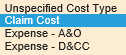 Unspecified Cost Type
Claim Cost
Expense - A&O
Expense - D&CC